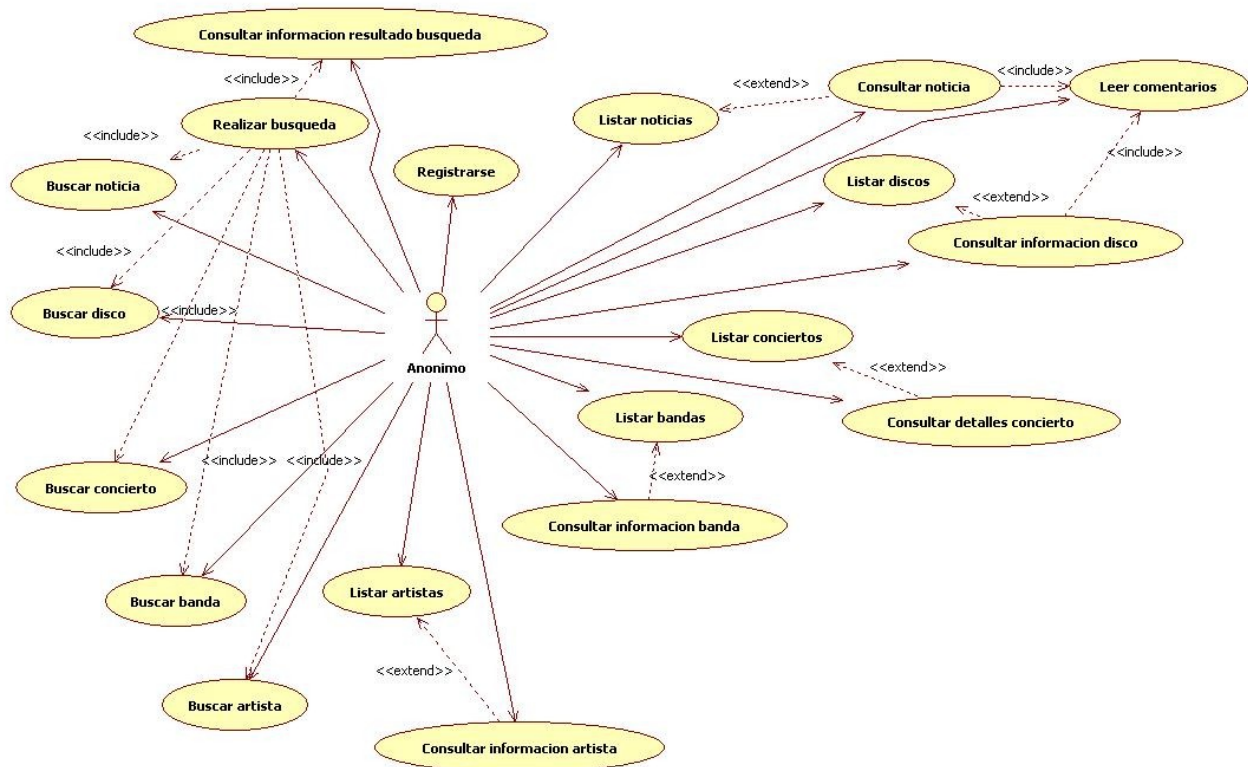 Consultar informacion resultado busqueda
<<include>>
Realizar busqueda
<<include>>
Buscar noticia
Registrarse
Listar noticias
<<extend>>
Consultar noticia
<<include>>
Leer comentarios
Listar discos
<<include>>
<<extend>>
Consultar informacion disco
<<include>>
Buscar disco
<<include>>
Anonimo
Listar conciertos
<<extend>>
Consultar detalles concierto
Listar bandas
<<extend>>
Consultar informacion banda
Buscar concierto
<<include>>
<<include>>
Buscar banda
Listar artistas
<<extend>>
Buscar artista
Consultar informacion artista